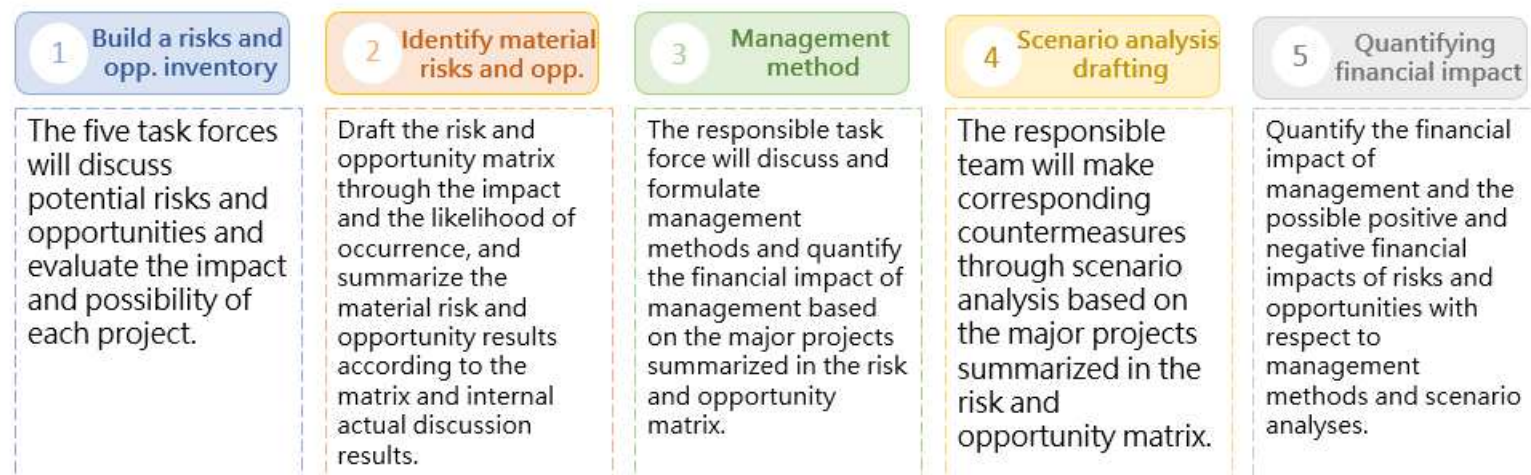 1
Build a risks and
opp. inventory
The five task forces
will discuss
potential risks and
opportunities and
evaluate the impact
and possibility of
each project.
2
Identify material
risks and opp.
Draft the risk and
opportunity matrix
through the impact
and the likelihood of
occurrence, and
summarize the
material risk and
opportunity results
according to the
matrix and internal
actual discussion
results.
3
Management
method
The responsible task
force will discuss and
formulate
management
methods and quantify
the financial impact of
management based
on the major projects
summarized in the risk
and opportunity
matrix.
4
Scenario analysis
drafting
The responsible
team will make
corresponding
countermeasures
through scenario
analysis based on
the major projects
summarized in the
risk and
opportunity matrix.
5
Quantifying
financial impact
Quantify the financial
impact of
management and the
possible positive and
negative financial
impacts of risks and
opportunities with
respect to
management
methods and scenario
analyses.